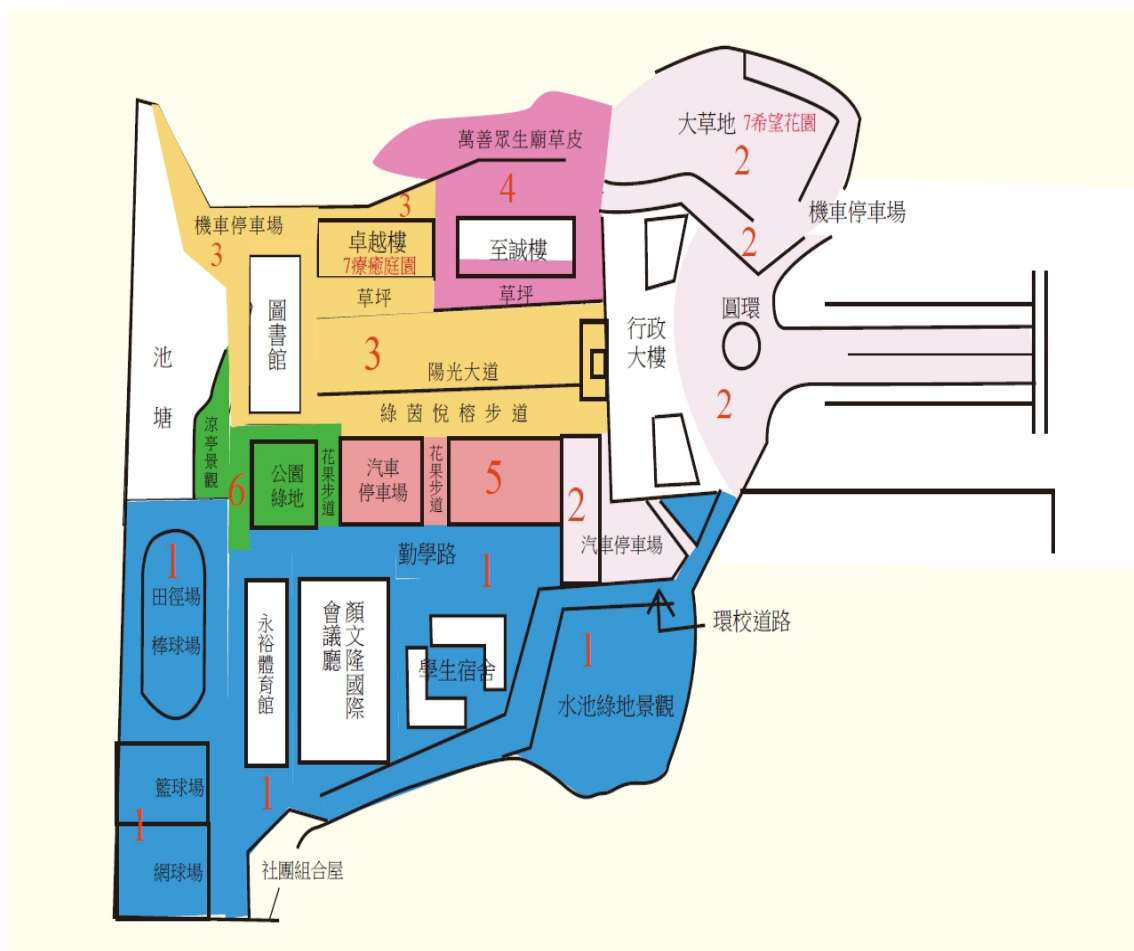 萬善眾生廟草皮
4
大草地 7希望花園
2
機車停車場
2
機車停車場
3
3
卓越樓
7療癒庭園
至誠樓
草坪
草坪
圓環
行政
大樓
2
圖書館
3
陽光大道
綠茵悅榕步道
池
塘
涼亭景觀
6
公園
綠地
花果步道
汽車
停車場
花果步道
5
2
汽車停車場
勤學路
1
1
田徑場
棒球場
永裕體育館
顏文隆國際
會議廳
學生宿舍
1
水池綠地景觀
環校道路
籃球場
1
1
網球場
社團組合屋